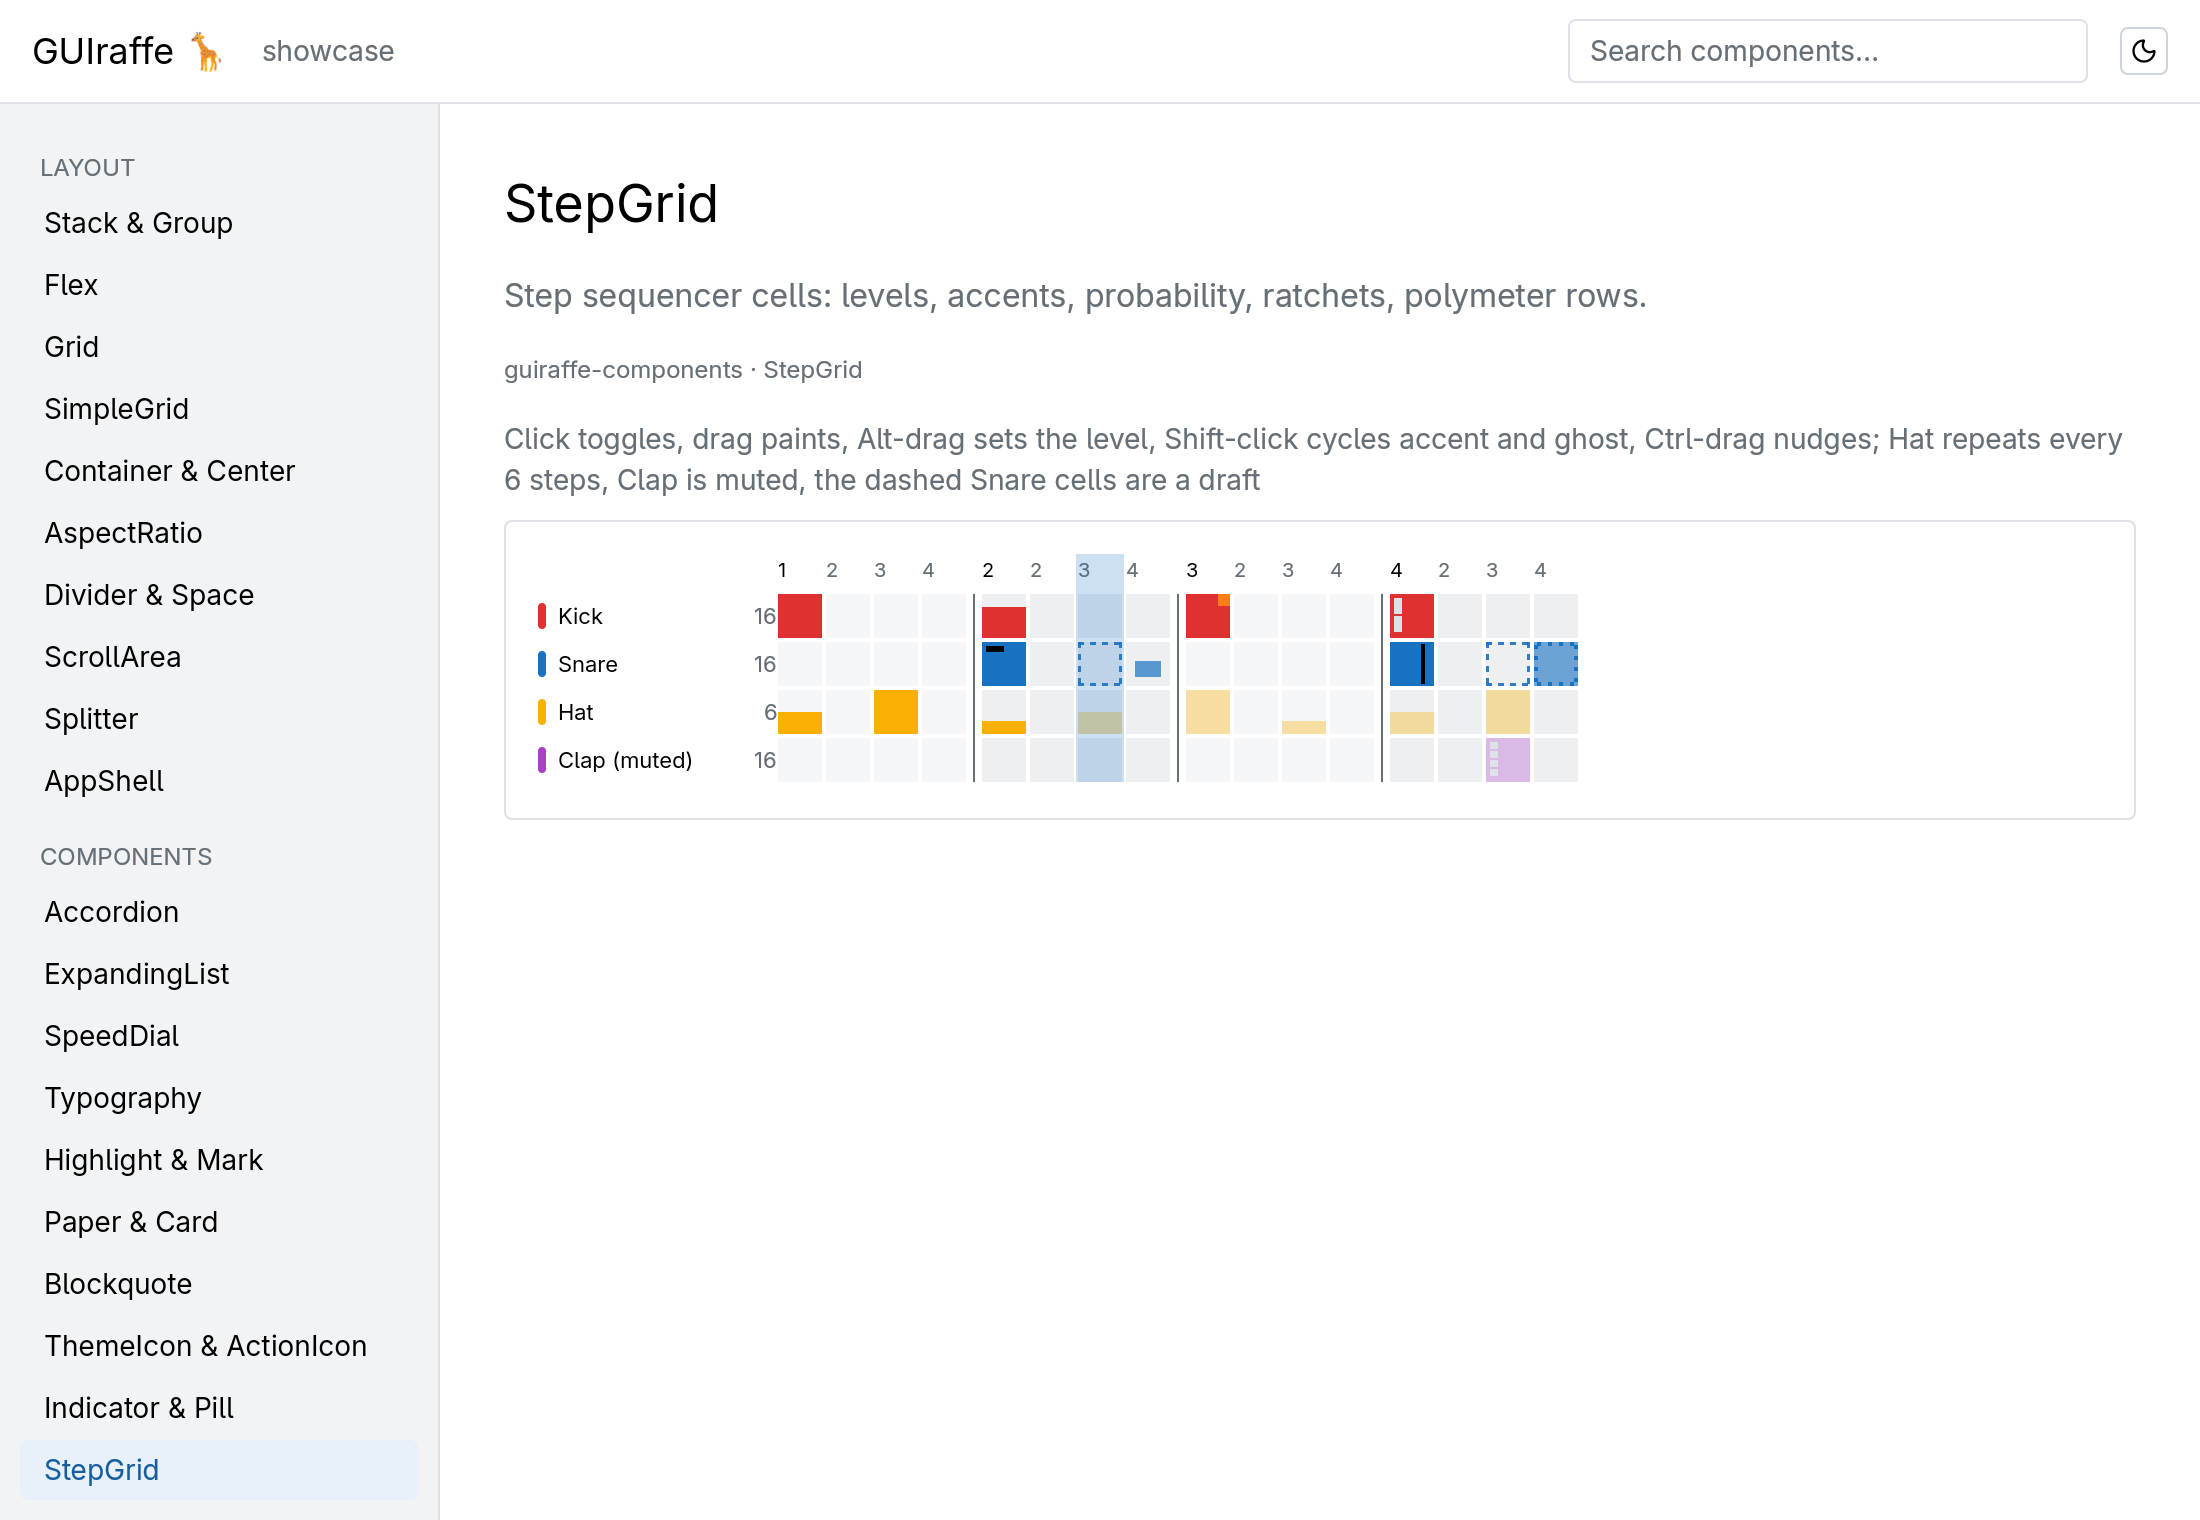 GUIraffe 🦒 showcase Search components...
LAYOUT
Stack & Group
Flex
Grid
SimpleGrid
Container & Center
AspectRatio
Divider & Space
ScrollArea
Splitter
AppShell
COMPONENTS
Accordion
ExpandingList
SpeedDial
Typography
Highlight & Mark
Paper & Card
Blockquote
ThemeIcon & ActionIcon
Indicator & Pill
StepGrid
StepGrid
Step sequencer cells: levels, accents, probability, ratchets, polymeter rows.
guiraffe-components · StepGrid
Click toggles, drag paints, Alt-drag sets the level, Shift-click cycles accent and ghost, Ctrl-drag nudges; Hat repeats every
6 steps, Clap is muted, the dashed Snare cells are a draft
1 2 3 4 2 2 3 4 3 2 3 4 4 2 3 4
Kick 16
Snare 16
Hat 6
Clap (muted) 16